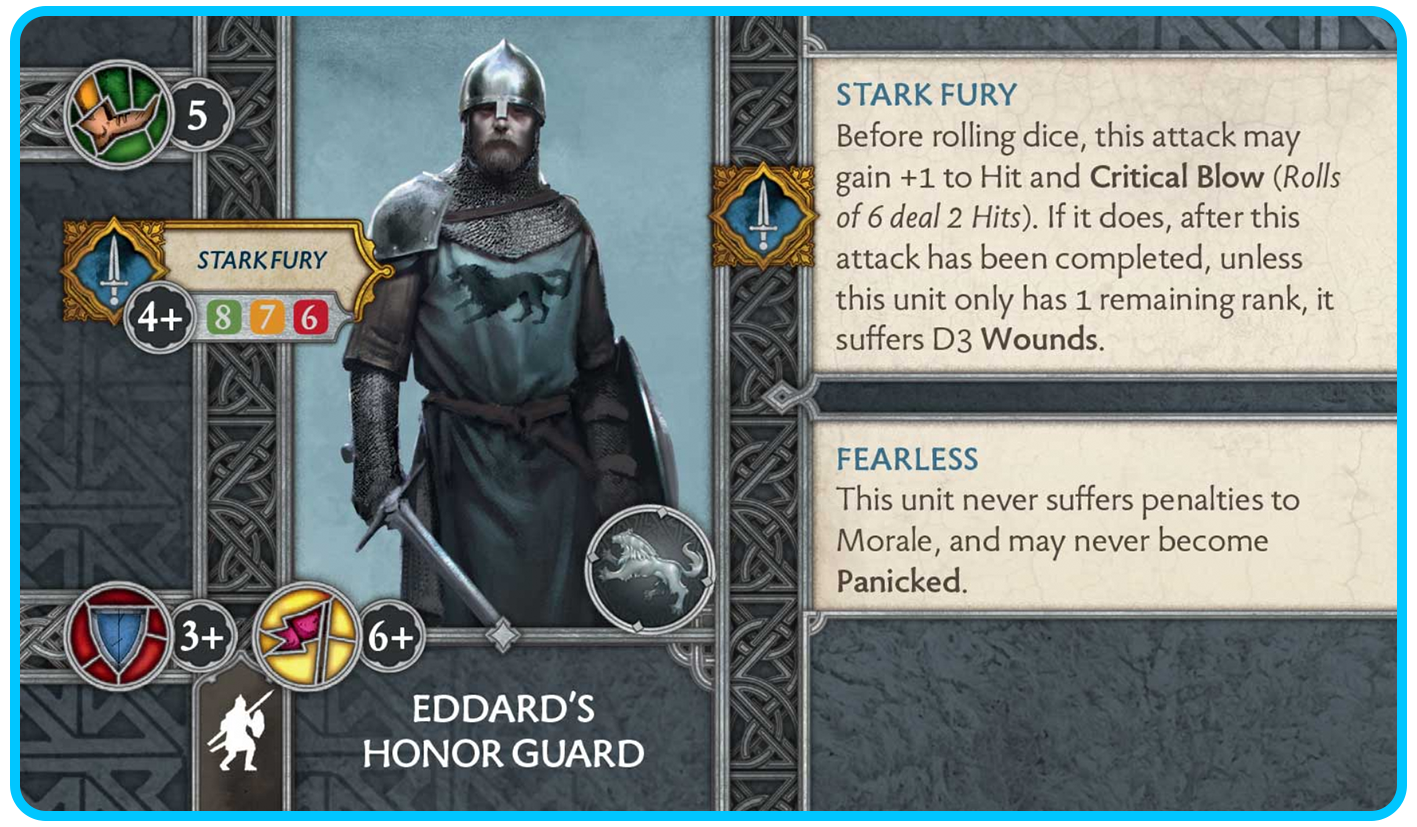 5
STARK FURY
4+
8 7 6
3+
6+
EDDARD'S
HONOR GUARD
STARK FURY
Before rolling dice, this attack may
gain +1 to Hit and Critical Blow (Rolls
of 6 deal 2 Hits). If it does, after this
attack has been completed, unless
this unit only has 1 remaining rank, it
suffers D3 Wounds.
FEARLESS
This unit never suffers penalties to
Morale, and may never become
Panicked.